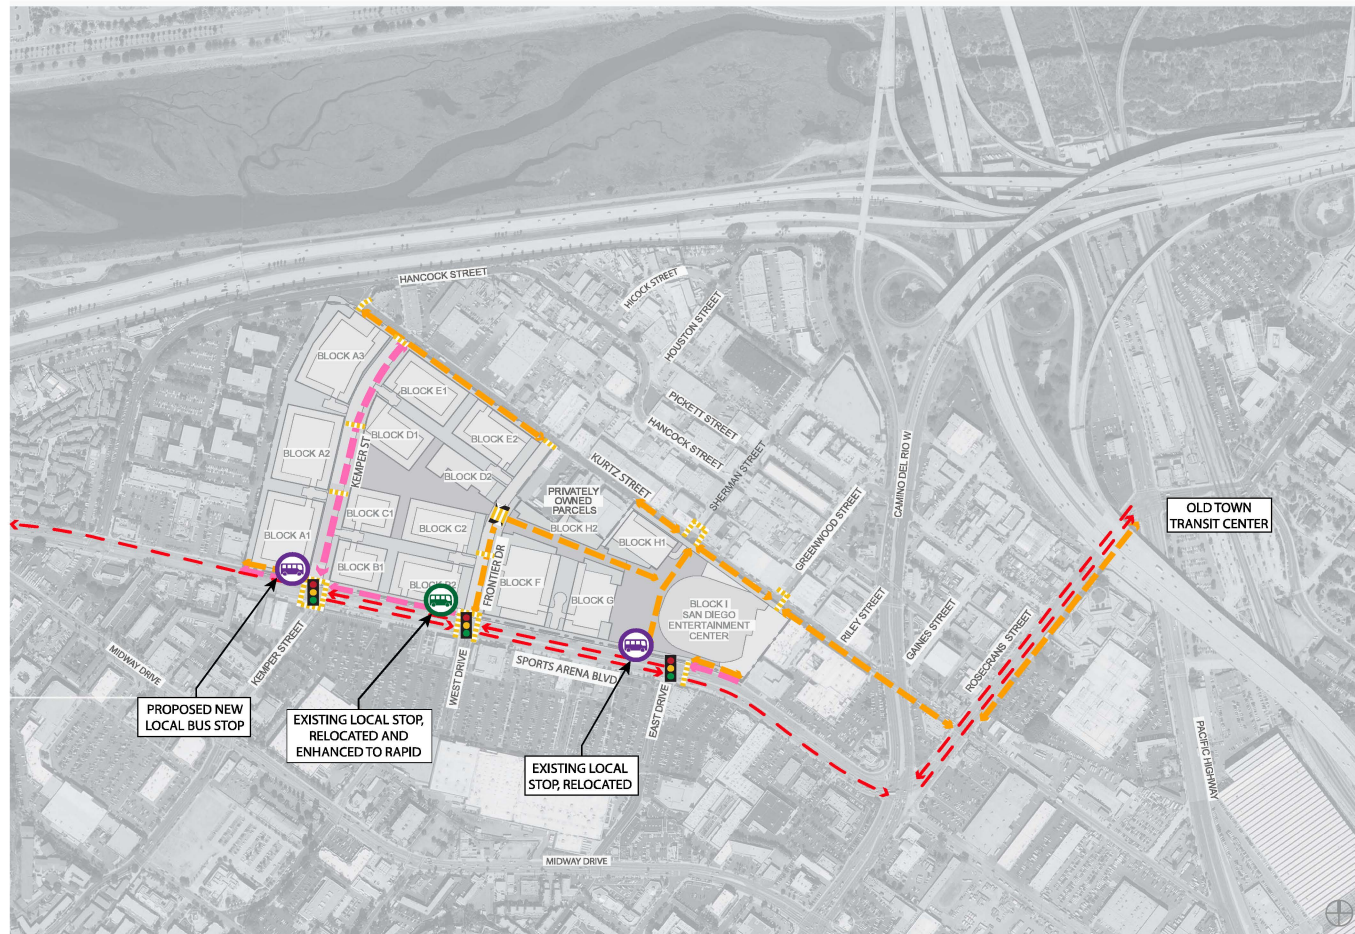 HANCOCK STREET
HICOCK STREET
HOUSTON STREET
BLOCK A3
BLOCK E1
PICKETT STREET
BLOCK D1
BLOCK E2
HANCOCK STREET
BLOCK A2
KEMPER ST
KURTZ STREET
SHERMAN STREET
CAMINO DEL RIO W
BLOCK D2
PRIVATELY
OWNED
PARCELS
GREENWOOD STREET
OLD TOWN
TRANSIT CENTER
BLOCK C1
BLOCK C2
BLOCK H2
BLOCK A1
BLOCK H1
BLOCK B1
BLOCK B2
FRONTIER DR
BLOCK F
BLOCK G
BLOCK I
SAN DIEGO
ENTERTAINMENT
CENTER
RILEY STREET
GAINES STREET
ROSECRANS STREET
MIDWAY DRIVE
KEMPER STREET
WEST DRIVE
SPORTS ARENA BLVD
EAST DRIVE
PROPOSED NEW
LOCAL BUS STOP
EXISTING LOCAL STOP,
RELOCATED AND
ENHANCED TO RAPID
EXISTING LOCAL
STOP, RELOCATED
PACIFIC HIGHWAY
MIDWAY DRIVE